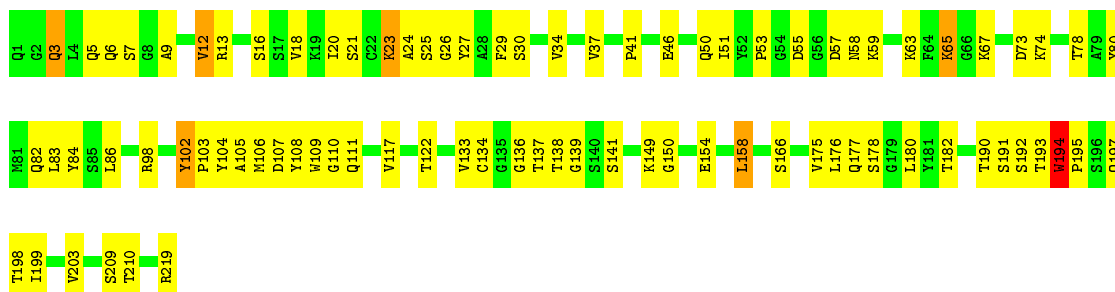 Q1 G2 Q3 L4 Q5 Q6 S7 G8 A9 V12 R13 S16 S17 V18 K19 I20 S21 C22 K23 A24 S25 G26 Y27 A28 F29 S30 V34 V37 P41 E46 Q50 I51 Y52 P53 G54 D55 G56 D57 N58 K59 K63 F64 K65 G66 K67 D73 K74 T78 A79 Y80
M81 Q82 L83 Y84 S85 L86 R98 Y102 P103 Y104 A105 M106 D107 Y108 W109 G110 Q111 V117 T122 V133 C134 G135 G136 T137 T138 G139 S140 S141 K149 G150 E154 L158 S166 V175 L176 Q177 S178 G179 L180 Y181 T182 T190 S191 S192 T193 W194 P195 S196 Q197
T198 I199 V203 S209 T210 R219